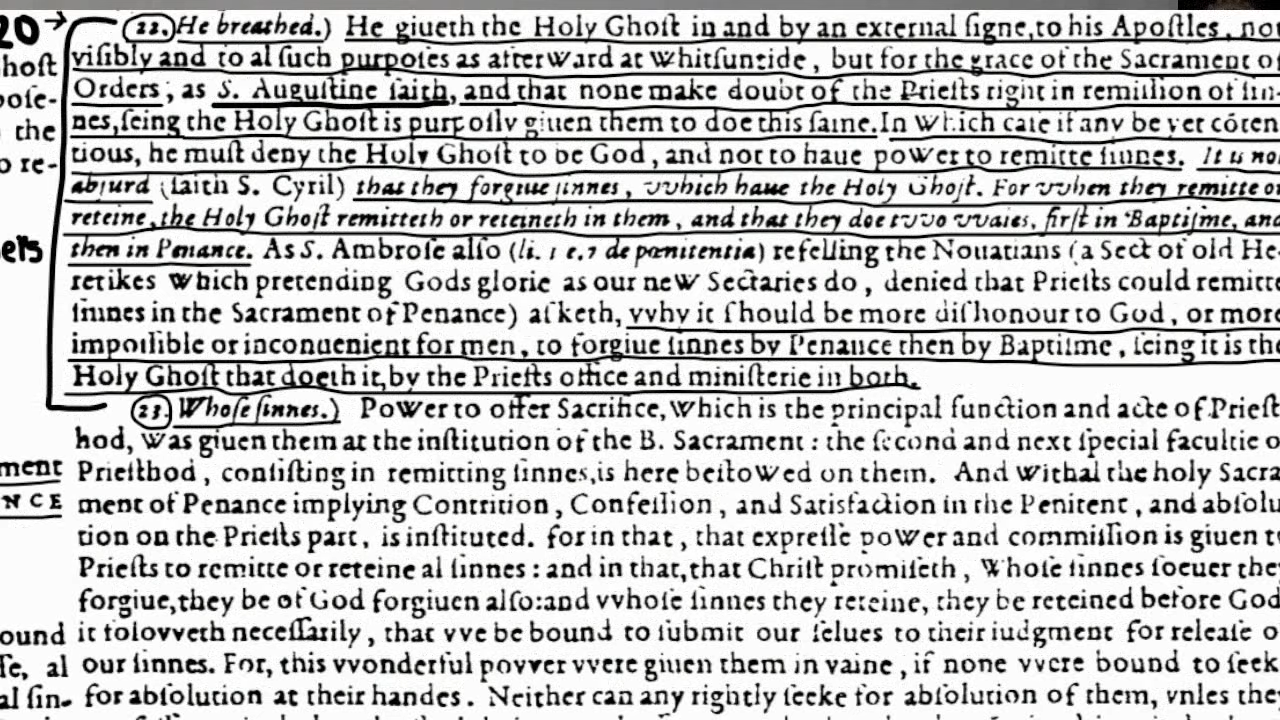 20→ 22. He breathed.) He giueth the Holy Ghoſt in and by an external ſigne, to his Apoſtles, not
hoſt viſibly and to al ſuch purpoſes as afterWard at Whitſuntide, but for the grace of the Sacrament of
poſe- Orders, as S. Auguſtine ſaith, and that none make doubt of the Prieſts right in remiſſion of ſin-
the nes, ſeing the Holy Ghoſt is purpoſly giuen them to doe this ſame. In Which caſe if any be yet cōten
o re- tious, he muſt deny the Holy Ghoſt to be God, and not to haue poWer to remitte ſinnes. It is not
abſurd (ſaith S. Cyril) that they forgiue ſinnes, vvhich haue the Holy Ghoſt. For vvhen they remitte or
reteine, the Holy Ghoſt remitteth or reteineth in them, and that they doe tvvo vvaies, firſt in Baptiſme, and
ers then in Penance. As S. Ambroſe alſo (li. 1 c. 7 de pœnitentia) refelling the Nouatians (a Sect of old He-
retikes Which pretending Gods glorie as our neW Sectaries do, denied that Prieſts could remitte
ſinnes in the Sacrament of Penance) aſketh, vvhy it ſhould be more diſhonour to God, or more
impoſſible or inconuenient for men, to forgiue ſinnes by Penance then by Baptiſme, ſeing it is the
Holy Ghoſt that doeth it, by the Prieſts office and miniſterie in both.
23. Whoſe ſinnes.) PoWer to offer Sacrifice, Which is the principal function and acte of Prieſt
hod, Was giuen them at the inſtitution of the B. Sacrament: the ſecond and next ſpecial facultie o
ment Prieſthod, conſiſting in remitting ſinnes, is here beſtoWed on them. And Withal the holy Sacra
NCE ment of Penance implying Contrition, Confeſſion, and Satisfaction in the Penitent, and abſolu
tion on the Prieſts part, is inſtituted. for in that, that expreſſe poWer and commiſſion is giuen t
Prieſts to remitte or reteine al ſinnes: and in that, that Chriſt promiſeth, Whoſe ſinnes ſoeuer they
forgiue, they be of God forgiuen alſo: and vvhoſe ſinnes they reteine, they be reteined before God
ound it folovveth neceſſarily, that vve be bound to ſubmit our ſelues to their iudgment for releaſe o
ſſe, al our ſinnes. For, this vvonderful povver vvere giuen them in vaine, if none vvere bound to ſeek
al ſin- for abſolution at their handes. Neither can any rightly ſeeke for abſolution of them, vnles they